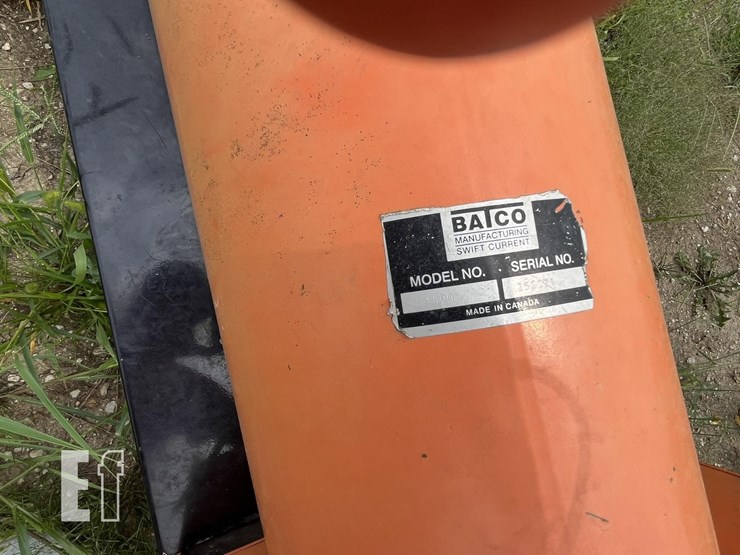 BATCO
MANUFACTURING
SWIFT CURRENT
MODEL NO. SERIAL NO.
MADE IN CANADA
Ef